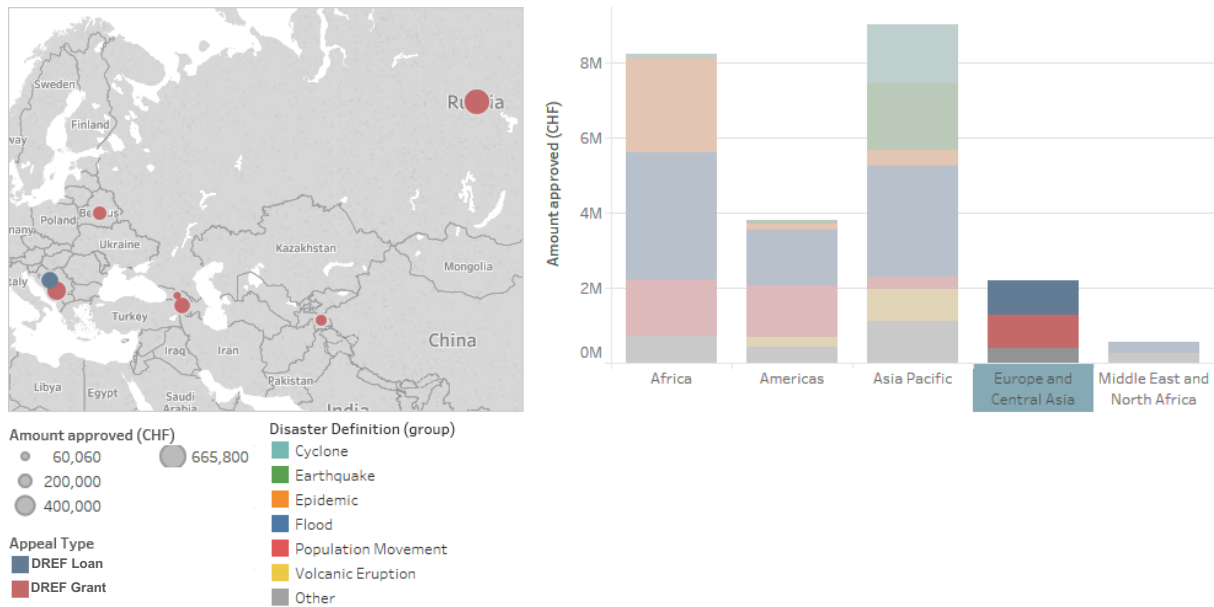 Sweden
Finland
way
Russia
Poland
Belarus
many
Ukraine
Kazakhstan
Mongolia
Italy
Turkey
China
Iraq
Iran
Pakistan
Libya
Egypt
Saudi
Arabia
India
Amount approved (CHF)
60,060
665,800
200,000
400,000
Appeal Type
DREF Loan
DREF Grant
Disaster Definition (group)
Cyclone
Earthquake
Epidemic
Flood
Population Movement
Volcanic Eruption
Other
Amount approved (CHF)
8M
6M
4M
2M
0M
Africa
Americas
Asia Pacific
Europe and
Central Asia
Middle East and
North Africa